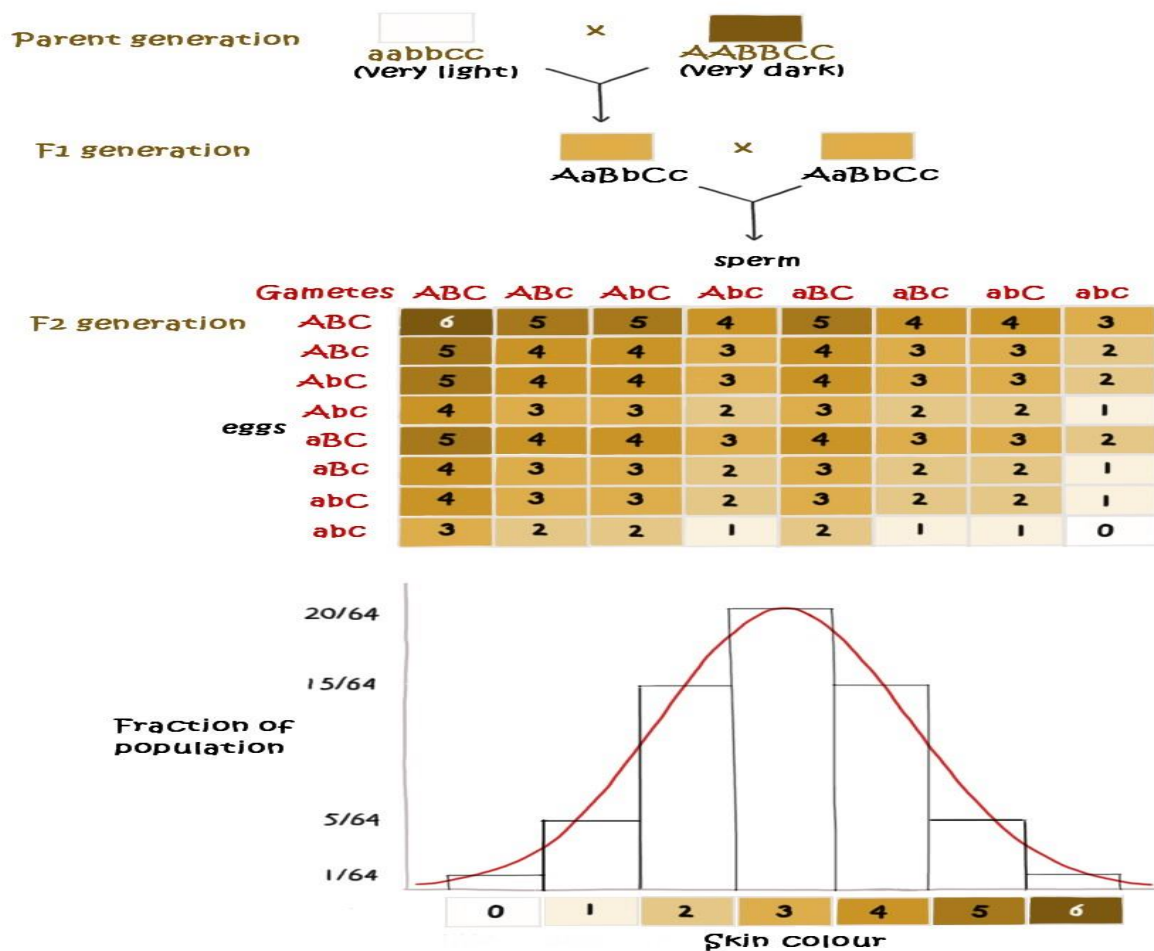 Parent generation
x
aabbcc
AABBCC
(very light)
(very dark)
F1 generation
x
AaBbCc
AaBbCc
sperm
Gametes ABC ABc AbC Abc aBC aBc abC abc
F2 generation
ABC 6 5 5 4 5 4 4 3
ABc 5 4 4 3 4 3 3 2
AbC 5 4 4 3 4 3 3 2
Abc 4 3 3 2 3 2 2 1
eggs
aBC 5 4 4 3 4 3 3 2
aBc 4 3 3 2 3 2 2 1
abC 4 3 3 2 3 2 2 1
abc 3 2 2 1 2 1 1 0
20/64
15/64
Fraction of
population
5/64
1/64
0 1 2 3 4 5 6
Skin colour